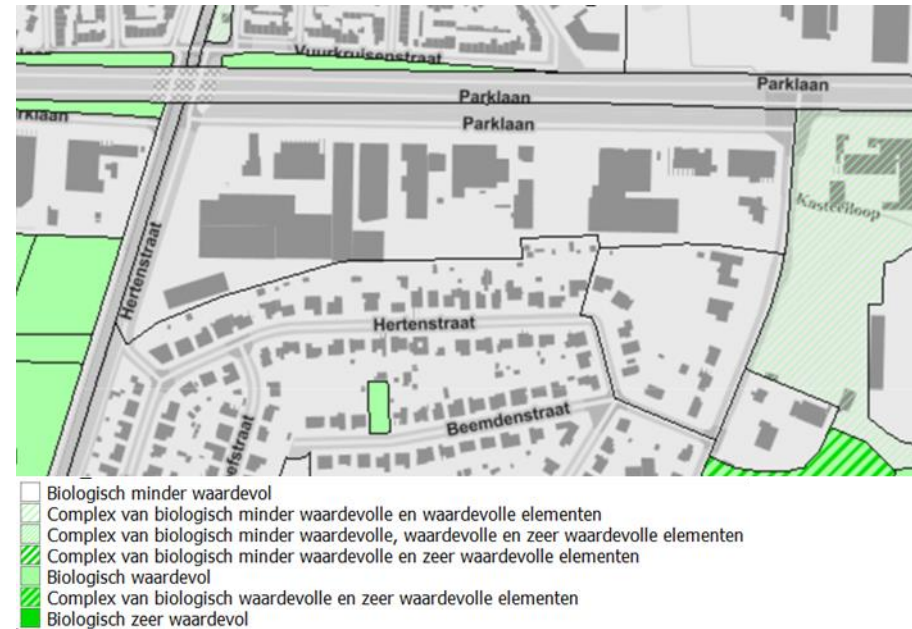 Vuurkruisenstraat
Parklaan
Parklaan
Parklaan
Kasteelloop
Hertenstraat
Hertenstraat
Beemdenstraat
Biologisch minder waardevol
Complex van biologisch minder waardevolle en waardevolle elementen
Complex van biologisch minder waardevolle, waardevolle en zeer waardevolle elementen
Complex van biologisch minder waardevolle en zeer waardevolle elementen
Biologisch waardevol
Complex van biologisch waardevolle en zeer waardevolle elementen
Biologisch zeer waardevol